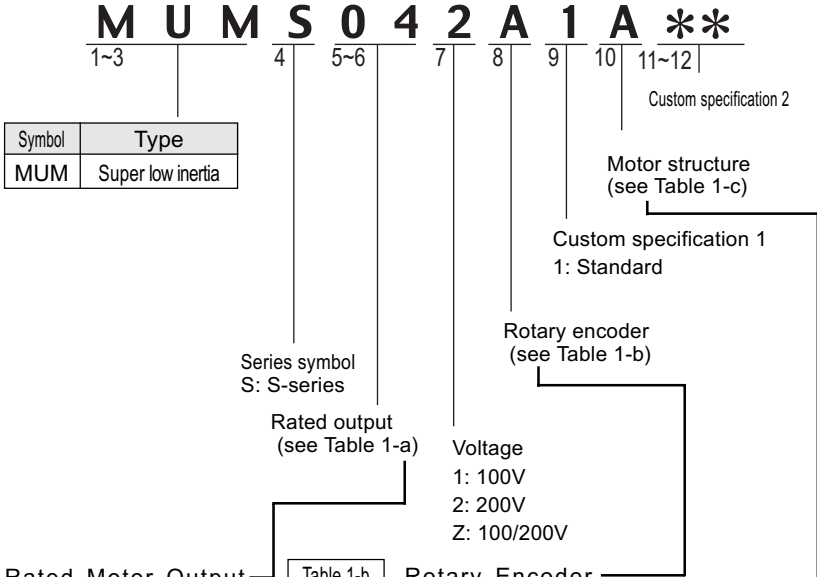 M U M S 0 4 2 A 1 A **
1~3 4 5~6 7 8 9 10 11~12
Custom specification 2
Symbol Type
MUM Super low inertia
Motor structure
(see Table 1-c)
Custom specification 1
1: Standard
Rotary encoder
(see Table 1-b)
Series symbol
S: S-series
Rated output
(see Table 1-a)
Voltage
1: 100V
2: 200V
Z: 100/200V
Rated Motor Output Table 1-b Rotary Encoder